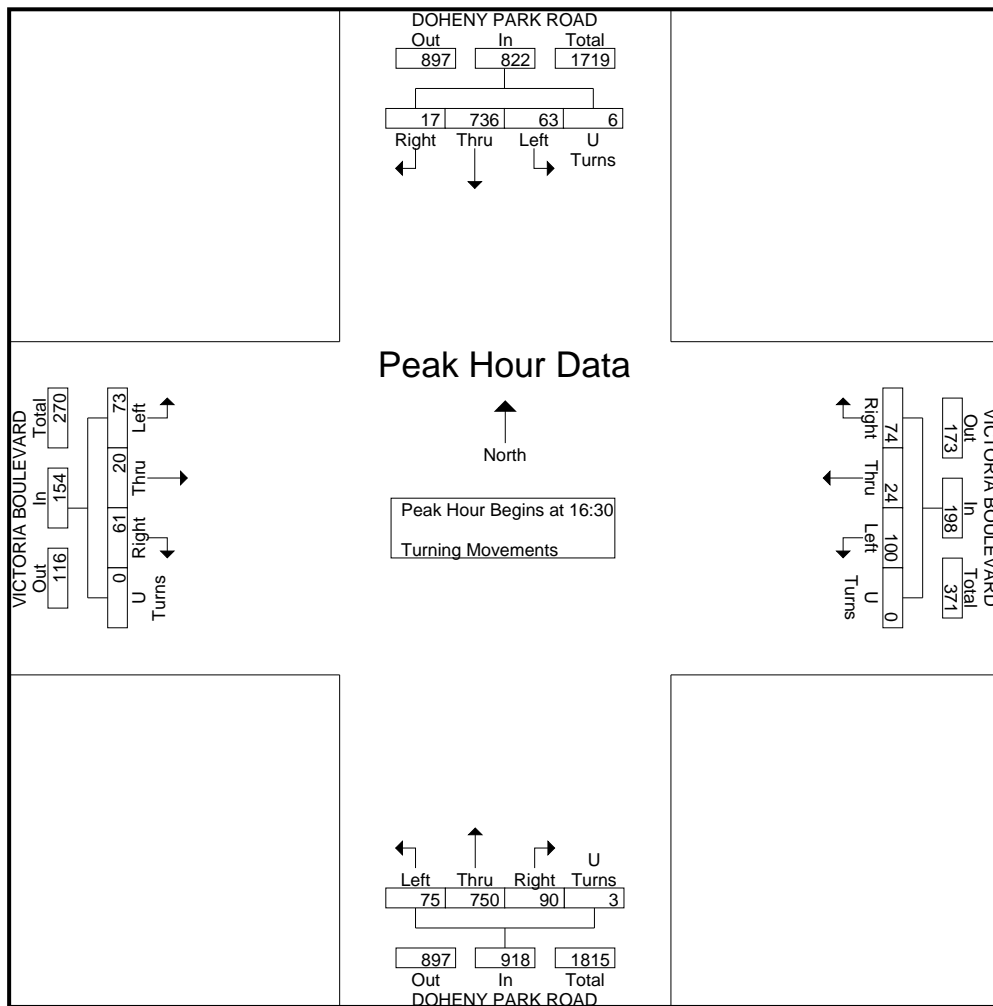 DOHENY PARK ROAD
Out In Total
897 822 1719
17 736 63 6
Right Thru Left U
Turns
Peak Hour Data
North
Peak Hour Begins at 16:30
Turning Movements
VICTORIA BOULEVARD
Total In Out
270 154 116
73 20 61 0
Left Thru Right U
Turns
VICTORIA BOULEVARD
Out In Total
173 198 371
74 24 100 0
Right Thru Left U
Turns
U
Left Thru Right Turns
75 750 90 3
897 918 1815
Out In Total
DOHENY PARK ROAD